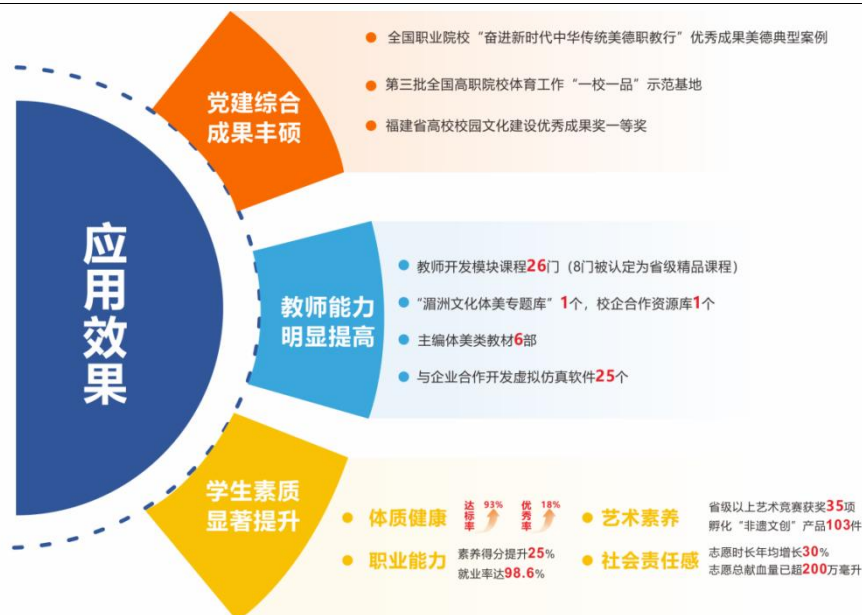 应用效果
党建综合
成果丰硕
全国职业院校“奋进新时代中华传统美德职教行”优秀成果美德典型案例
第三批全国高职院校体育工作“一校一品”示范基地
福建省高校校园文化建设优秀成果奖一等奖
教师能力
明显提高
教师开发模块课程26门（8门被认定为省级精品课程）
“湄洲文化体美专题库”1个，校企合作资源库1个
主编体美类教材6部
与企业合作开发虚拟仿真软件25个
学生素质
显著提升
体质健康
达标率 93%
优秀率 18%
艺术素养
省级以上艺术竞赛获奖35项
孵化“非遗文创”产品103件
职业能力
素养得分提升25%
就业率达98.6%
社会责任感
志愿时长年均增长30%
志愿总献血量已超200万毫升